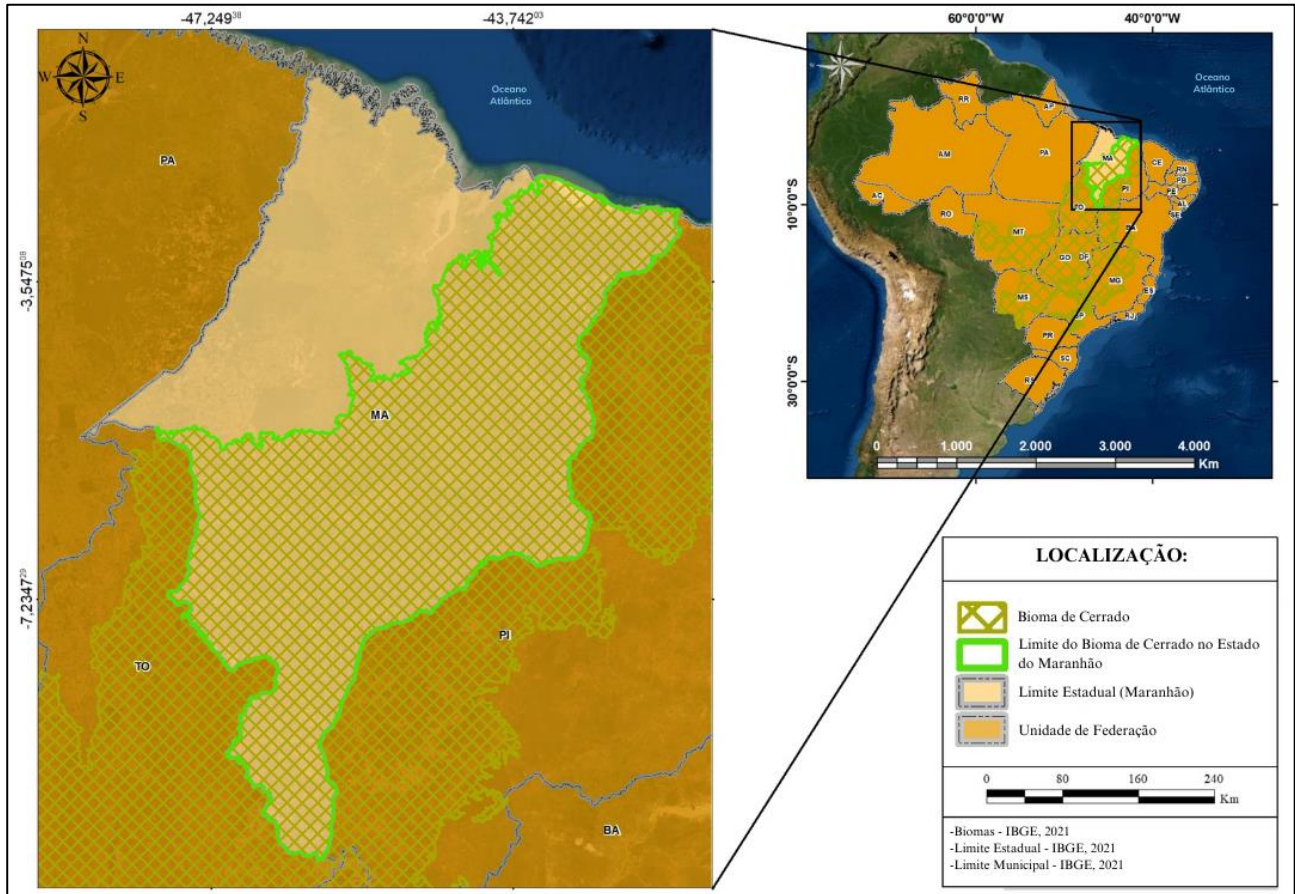 -47,249³⁸
-43,742⁰³
N
W
E
S
Oceano
Atlântico
PA
-3,5475⁰⁹
MA
-7,2347²⁹
PI
TO
BA
60°0'0"W
40°0'0"W
Oceano
Atlântico
RR
AP
AM
PA
MA
CE
RN
PB
PE
AL
SE
PI
AC
TO
RO
BA
MT
GO
DF
MG
MS
ES
RJ
P
PR
SC
RS
10°0'0"S
30°0'0"S
0
1.000
2.000
3.000
4.000
Km
LOCALIZAÇÃO:
Bioma de Cerrado
Limite do Bioma de Cerrado no Estado
do Maranhão
Limite Estadual (Maranhão)
Unidade de Federação
0
80
160
240
Km
-Biomas - IBGE, 2021
-Limite Estadual - IBGE, 2021
-Limite Municipal - IBGE, 2021